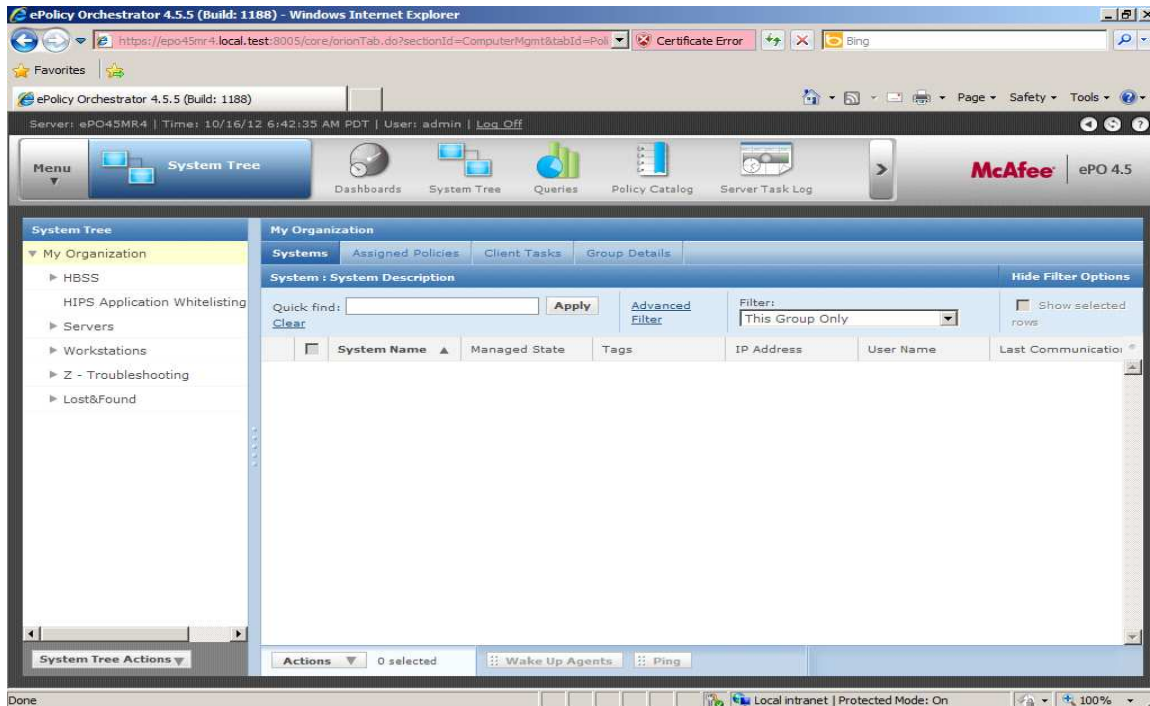 ePolicy Orchestrator 4.5.5 (Build: 1188) - Windows Internet Explorer
https://epo45mr4.local.test:8005/core/orionTab.do?sectionId=ComputerMgmt&tabId=Poli Certificate Error Bing
Favorites
ePolicy Orchestrator 4.5.5 (Build: 1188) Page Safety Tools
Server: ePO45MR4 | Time: 10/16/12 6:42:35 AM PDT | User: admin | Log Off
Menu System Tree Dashboards System Tree Queries Policy Catalog Server Task Log > McAfee ePO 4.5
System Tree
My Organization
HBSS
HIPS Application Whitelisting
Servers
Workstations
Z - Troubleshooting
Lost&Found
System Tree Actions
My Organization
Systems Assigned Policies Client Tasks Group Details
System : System Description Hide Filter Options
Quick find: Apply Clear
Advanced Filter
Filter:
This Group Only
Show selected rows
System Name Managed State Tags IP Address User Name Last Communication
Actions 0 selected Wake Up Agents Ping
Done Local intranet | Protected Mode: On 100%